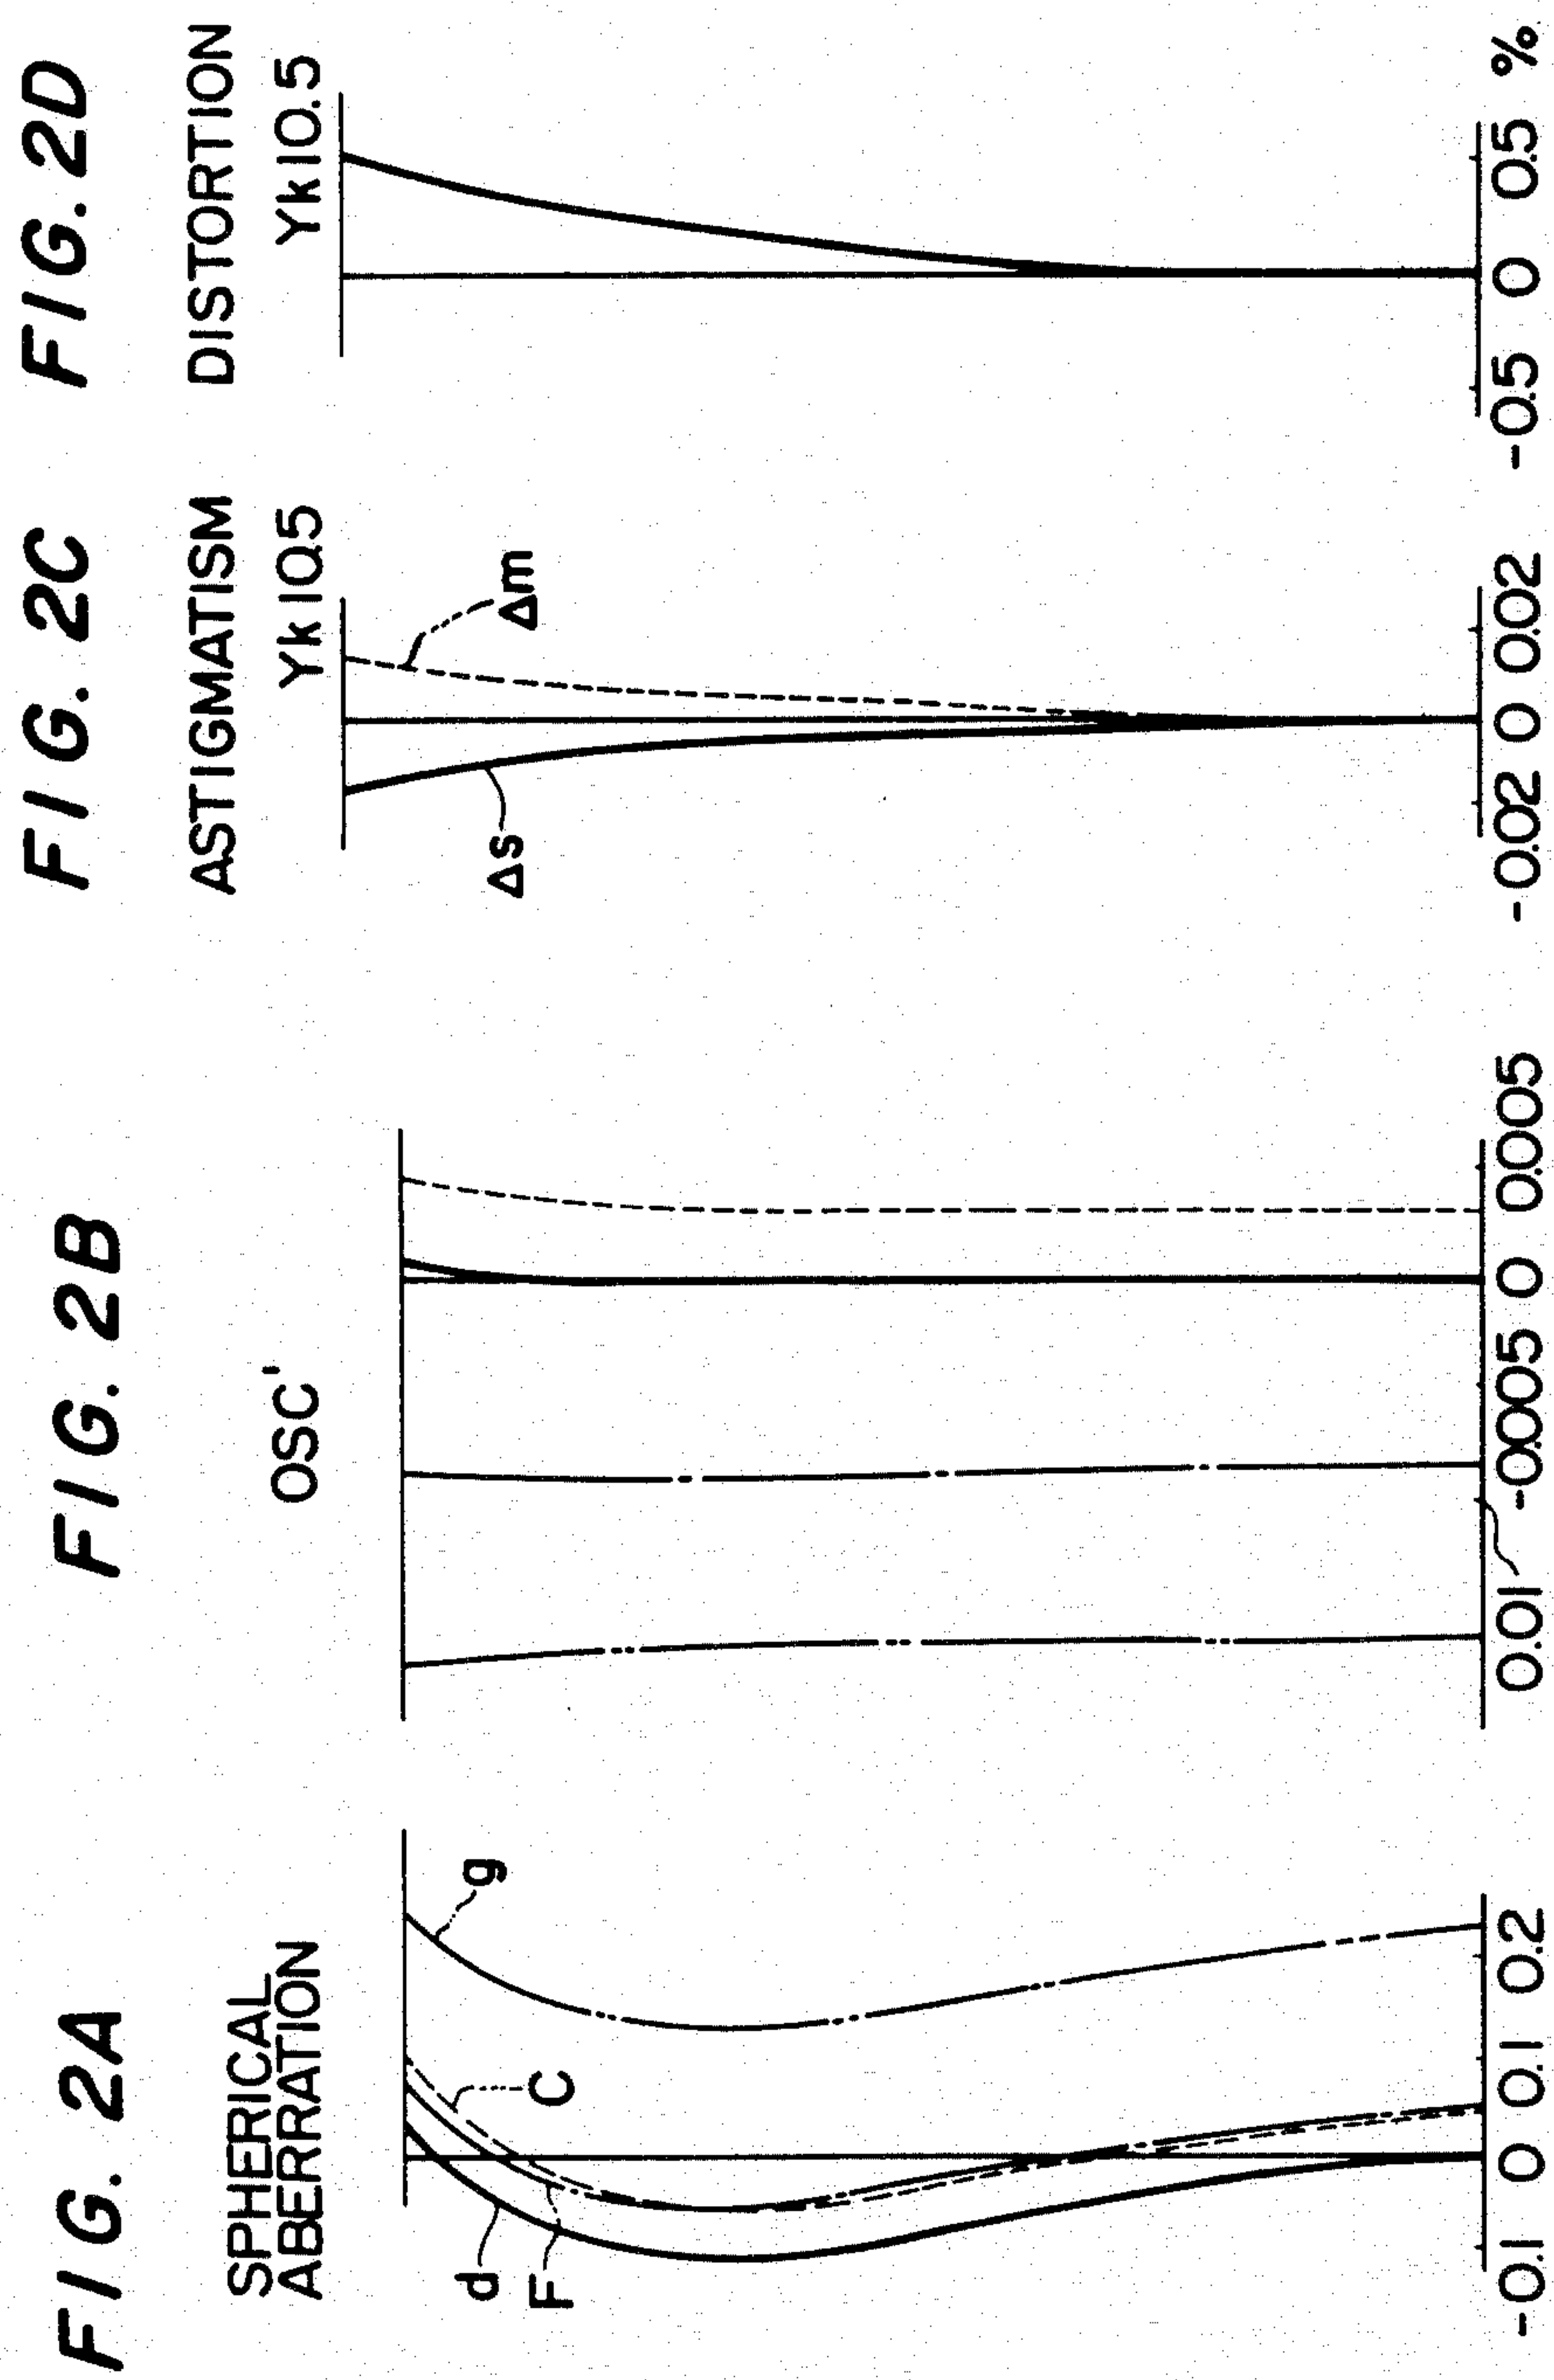 FIG. 2A
SPHERICAL
ABERRATION
g
C
d
F
-0.1 0 0.1 0.2
FIG. 2B
OSC'
0.01 -0.005 0 0.005
FIG. 2C
ASTIGMATISM
Yk 10.5
Δs
Δm
-0.02 0 0.02
FIG. 2D
DISTORTION
Yk 10.5
-0.5 0 0.5 %